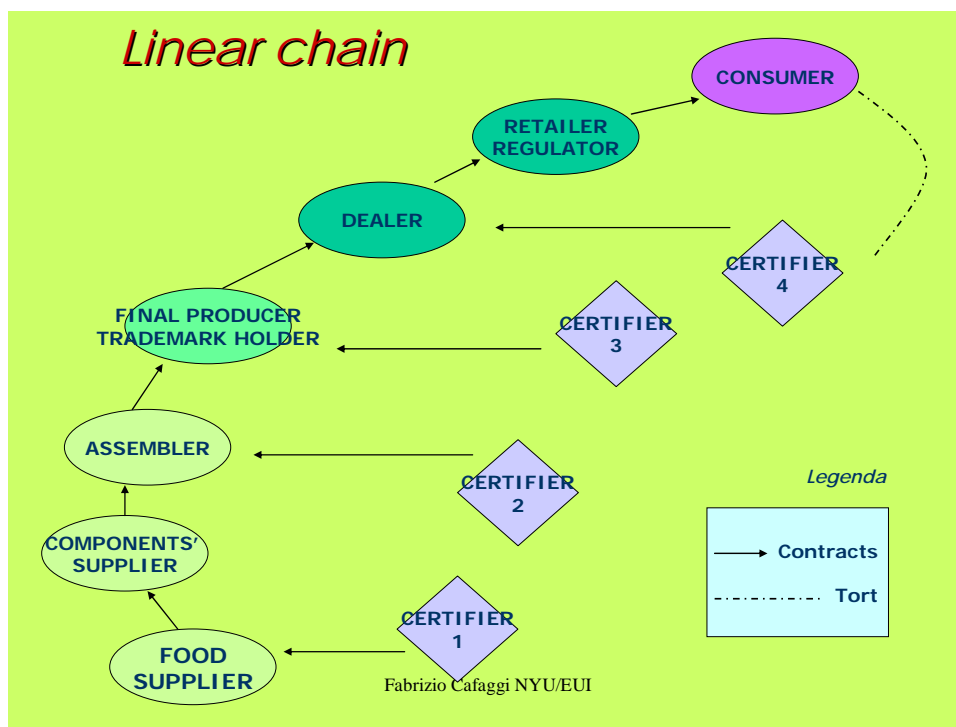 Linear chain
CONSUMER
RETAILER
REGULATOR
DEALER
CERTIFIER
4
FINAL PRODUCER
TRADEMARK HOLDER
CERTIFIER
3
ASSEMBLER
CERTIFIER
2
Legenda
Contracts
Tort
COMPONENTS’
SUPPLIER
CERTIFIER
1
FOOD
SUPPLIER
Fabrizio Cafaggi NYU/EUI